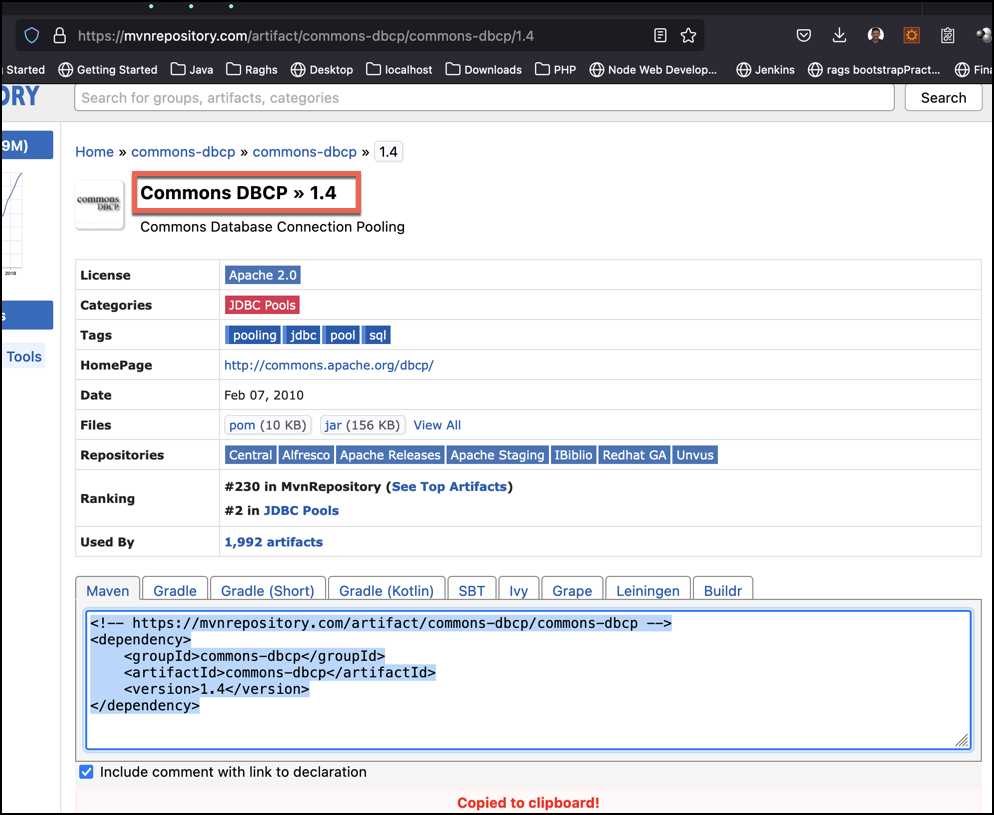 https://mvnrepository.com/artifact/commons-dbcp/commons-dbcp/1.4
Started Getting Started Java Raghs Desktop localhost Downloads PHP Node Web Develop... Jenkins rags bootstrapPract... Fina
ORY
Search for groups, artifacts, categories
Search
9M)
Home » commons-dbcp » commons-dbcp » 1.4
commons
DBCP
Commons DBCP » 1.4
Commons Database Connection Pooling
2018
License Apache 2.0
Categories JDBC Pools
s
Tags pooling jdbc pool sql
Tools
HomePage http://commons.apache.org/dbcp/
Date Feb 07, 2010
Files pom (10 KB) jar (156 KB) View All
Repositories Central Alfresco Apache Releases Apache Staging IBiblio Redhat GA Unvus
Ranking #230 in MvnRepository (See Top Artifacts)
#2 in JDBC Pools
Used By 1,992 artifacts
Maven Gradle Gradle (Short) Gradle (Kotlin) SBT Ivy Grape Leiningen Buildr
<!-- https://mvnrepository.com/artifact/commons-dbcp/commons-dbcp -->
<dependency>
    <groupId>commons-dbcp</groupId>
    <artifactId>commons-dbcp</artifactId>
    <version>1.4</version>
</dependency>
Include comment with link to declaration
Copied to clipboard!